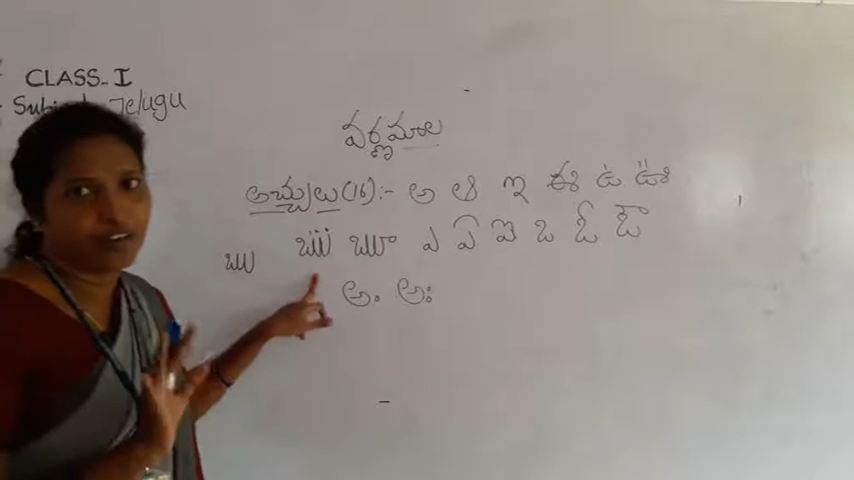 CLASS-I
Subject Telugu
వర్ణమాల
అచ్చులు(16):- అ ఆ ఇ ఈ ఉ ఊ
ఋ ఋ ౠ ఎ ఏ ఐ ఒ ఓ ఔ
అం అః